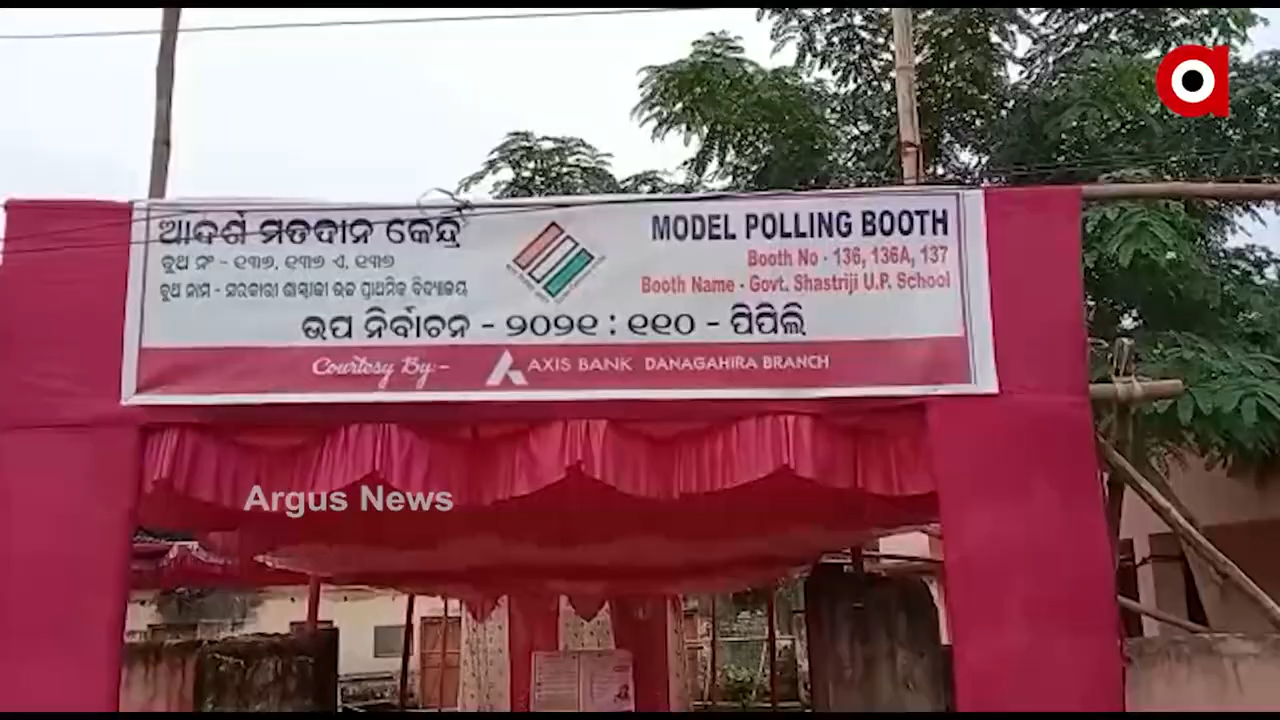 ଆଦର୍ଶ ମତଦାନ କେନ୍ଦ୍ର
ବୁଥ ନଂ - ୧୩୬, ୧୩୬ ଏ, ୧୩୭
ବୁଥ ନାମ - ସରକାରୀ ଶାସ୍ତ୍ରୀଜୀ ଉଚ୍ଚ ପ୍ରାଥମିକ ବିଦ୍ୟାଳୟ
MODEL POLLING BOOTH
Booth No - 136, 136A, 137
Booth Name - Govt. Shastriji U.P. School
ଉପ ନିର୍ବାଚନ - ୨୦୨୧ : ୧୧୦ - ପିପିଲି
Courtesy By:- AXIS BANK DANAGAHIRA BRANCH
Argus News